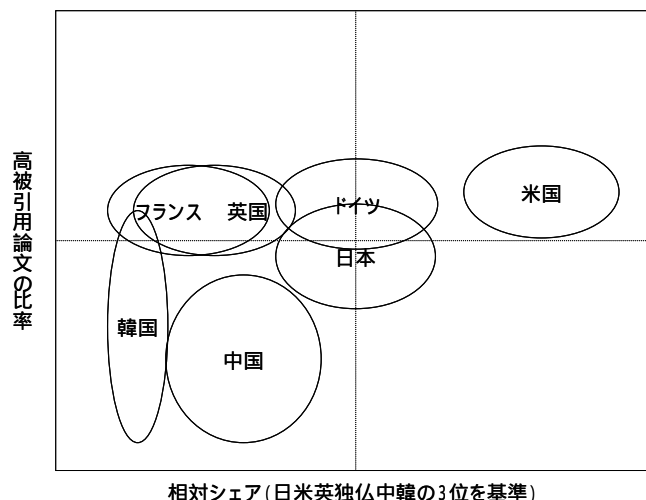 高被引用論文の比率
フランス
英国
ドイツ
米国
日本
韓国
中国
相対シェア(日米英独仏中韓の3位を基準)